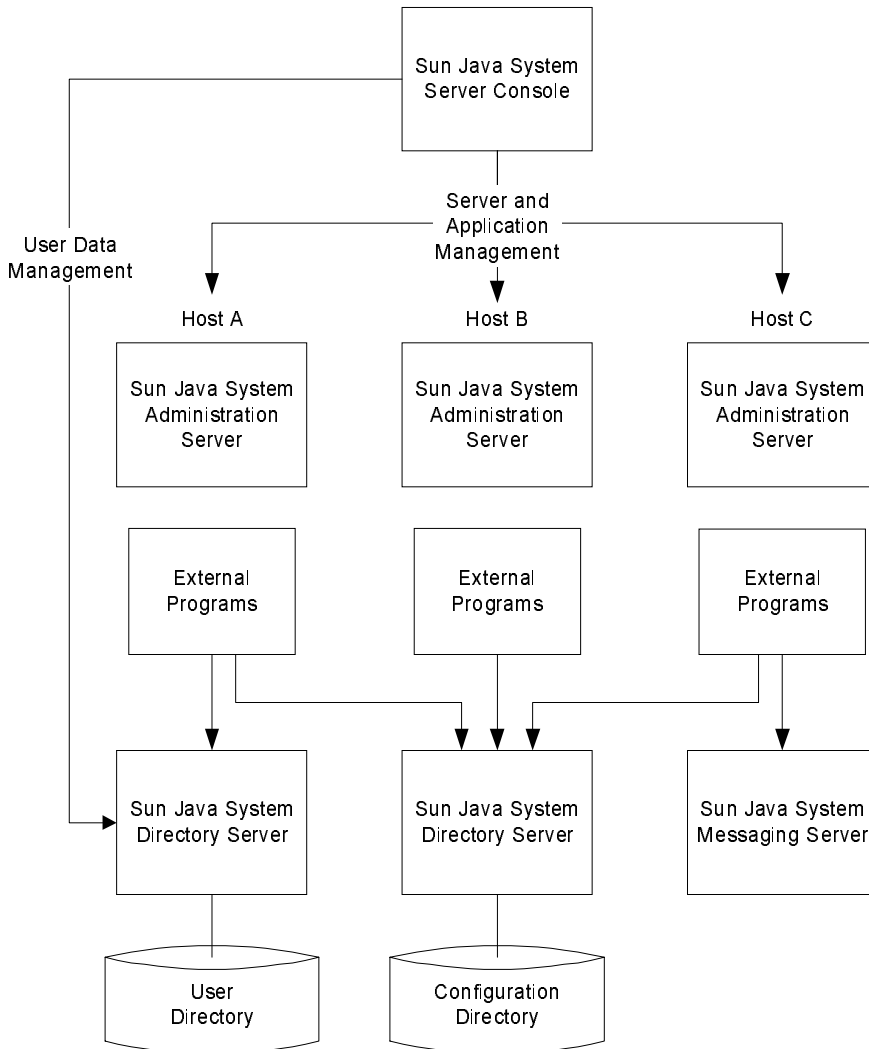 Sun Java System
Server Console
Server and
Application
Management
User Data
Management
Host A
Host B
Host C
Sun Java System
Administration
Server
Sun Java System
Administration
Server
Sun Java System
Administration
Server
External
Programs
External
Programs
External
Programs
Sun Java System
Directory Server
Sun Java System
Directory Server
Sun Java System
Messaging Server
User
Directory
Configuration
Directory